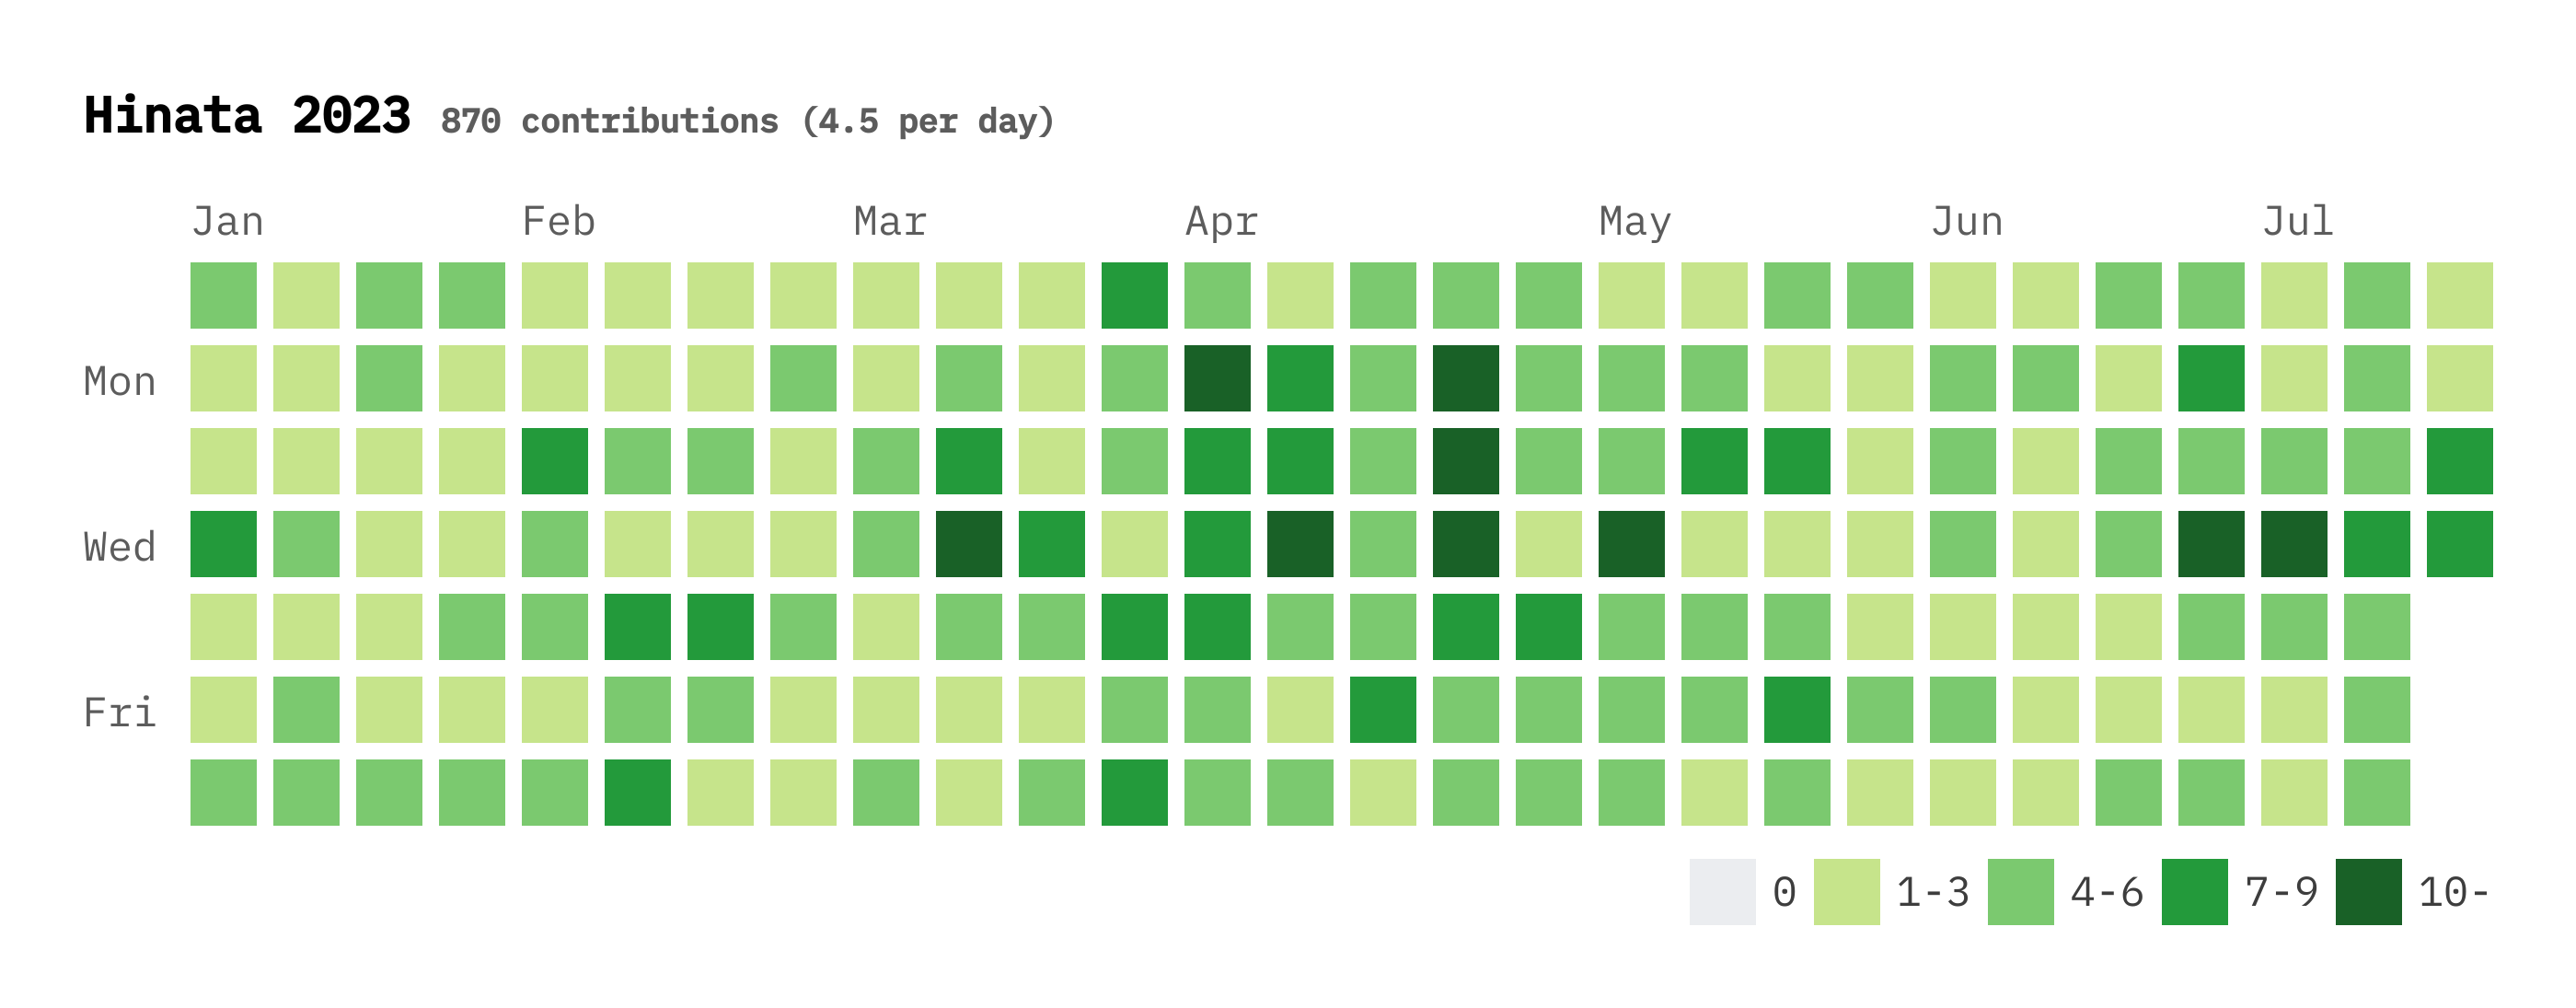 Hinata 2023 870 contributions (4.5 per day)
Jan Feb Mar Apr May Jun Jul
Mon
Wed
Fri
0 1-3 4-6 7-9 10-